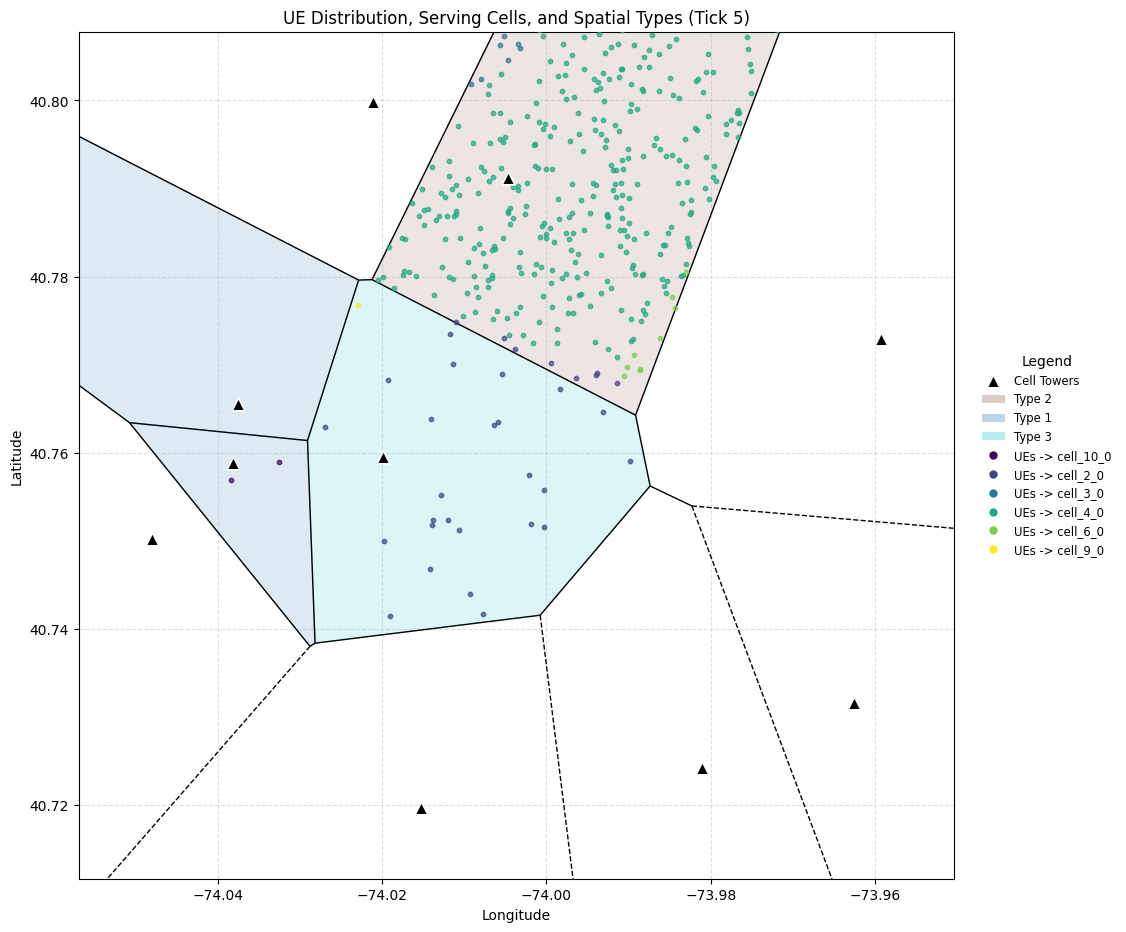 UE Distribution, Serving Cells, and Spatial Types (Tick 5)
40.80
40.78
40.76
40.74
40.72
Latitude
−74.04
−74.02
−74.00
−73.98
−73.96
Longitude
Legend
Cell Towers
Type 2
Type 1
Type 3
UEs -> cell_10_0
UEs -> cell_2_0
UEs -> cell_3_0
UEs -> cell_4_0
UEs -> cell_6_0
UEs -> cell_9_0